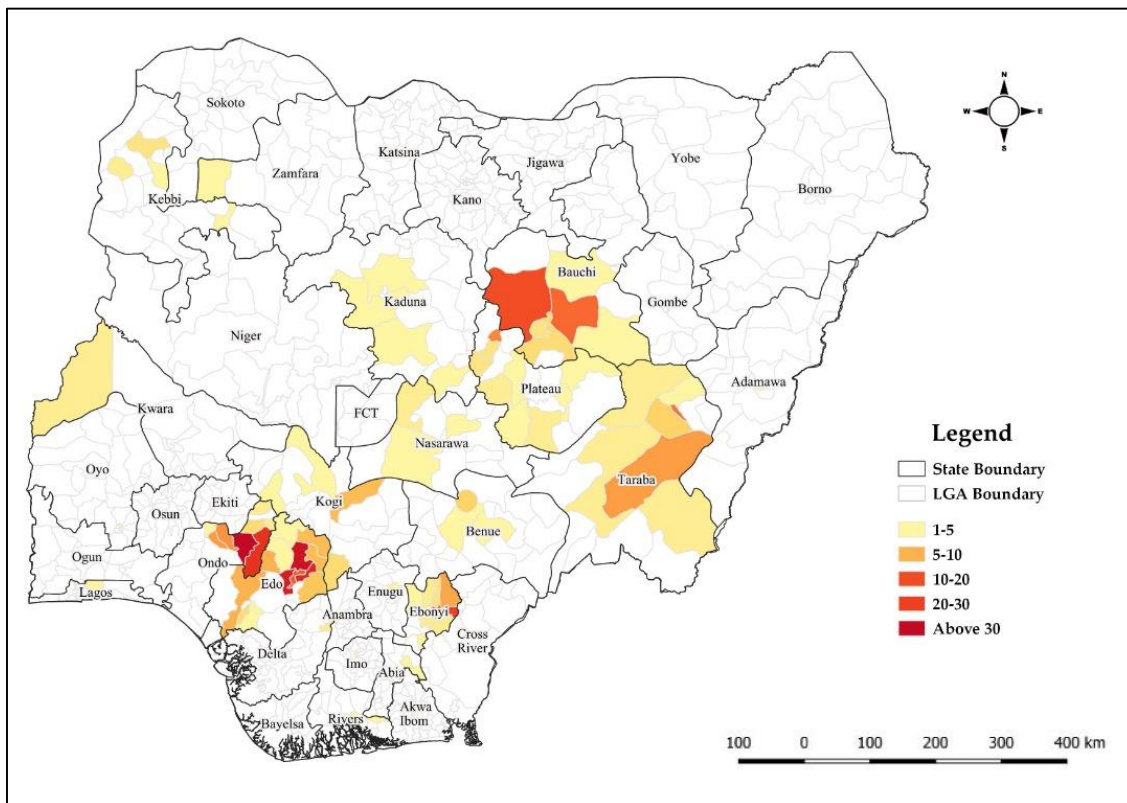 N
W
E
S
Sokoto
Katsina
Jigawa
Yobe
Zamfara
Kano
Borno
Kebbi
Bauchi
Kaduna
Gombe
Niger
Adamawa
Plateau
FCT
Kwara
Nasarawa
Oyo
Taraba
Kogi
Ekiti
Osun
Benue
Ogun
Ondo
Edo
Lagos
Enugu
Ebonyi
Anambra
Cross
River
Delta
Imo
Abia
Akwa
Ibom
Bayelsa
Rivers
Legend
State Boundary
LGA Boundary
1-5
5-10
10-20
20-30
Above 30
100 0 100 200 300 400 km